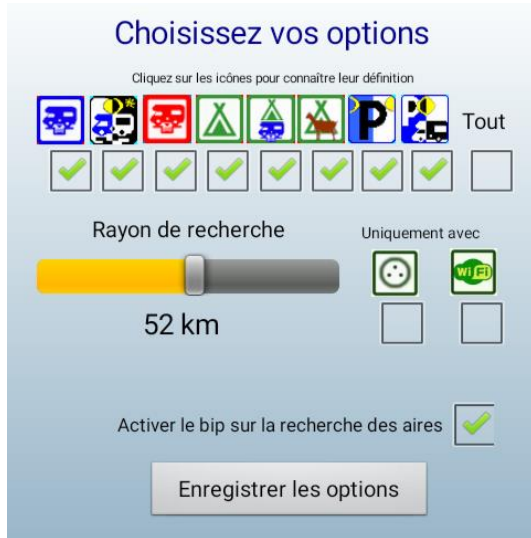 Choisissez vos options
Cliquez sur les icônes pour connaître leur définition
P
Tout
Rayon de recherche
Uniquement avec
WiFi
52 km
Activer le bip sur la recherche des aires
Enregistrer les options